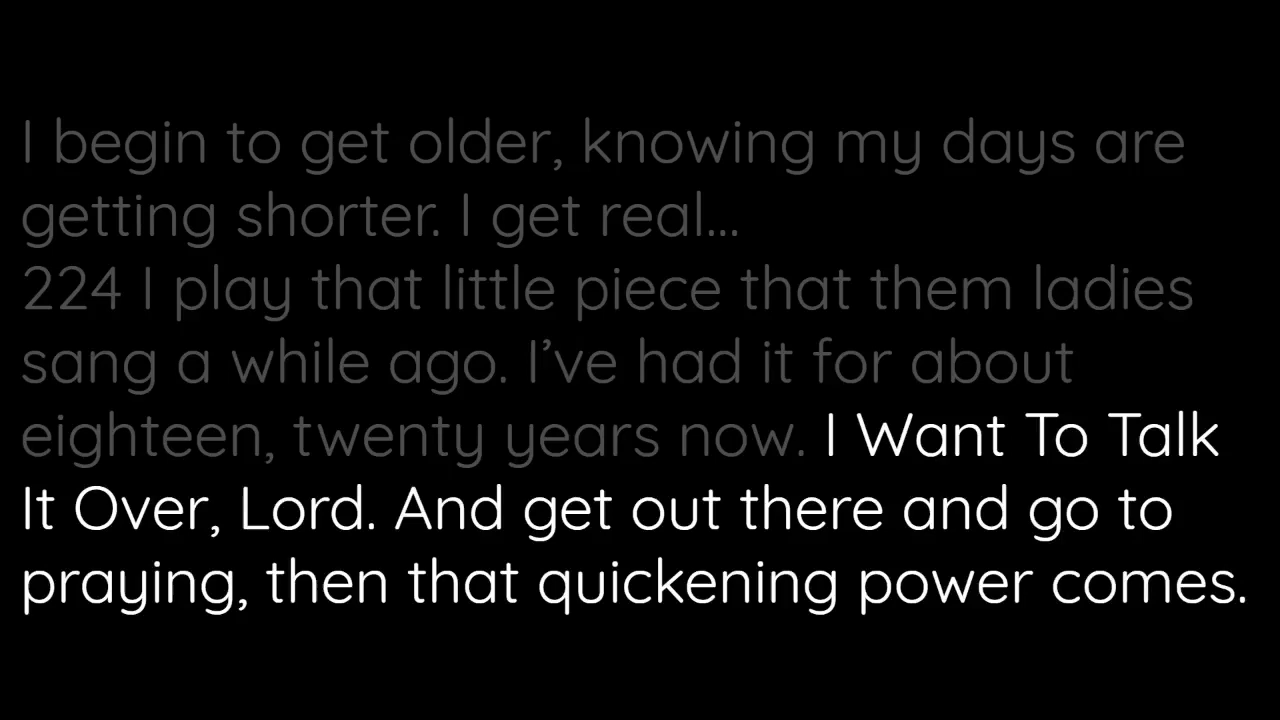 I begin to get older, knowing my days are
getting shorter. I get real...
224 I play that little piece that them ladies
sang a while ago. I’ve had it for about
eighteen, twenty years now. I Want To Talk
It Over, Lord. And get out there and go to
praying, then that quickening power comes.